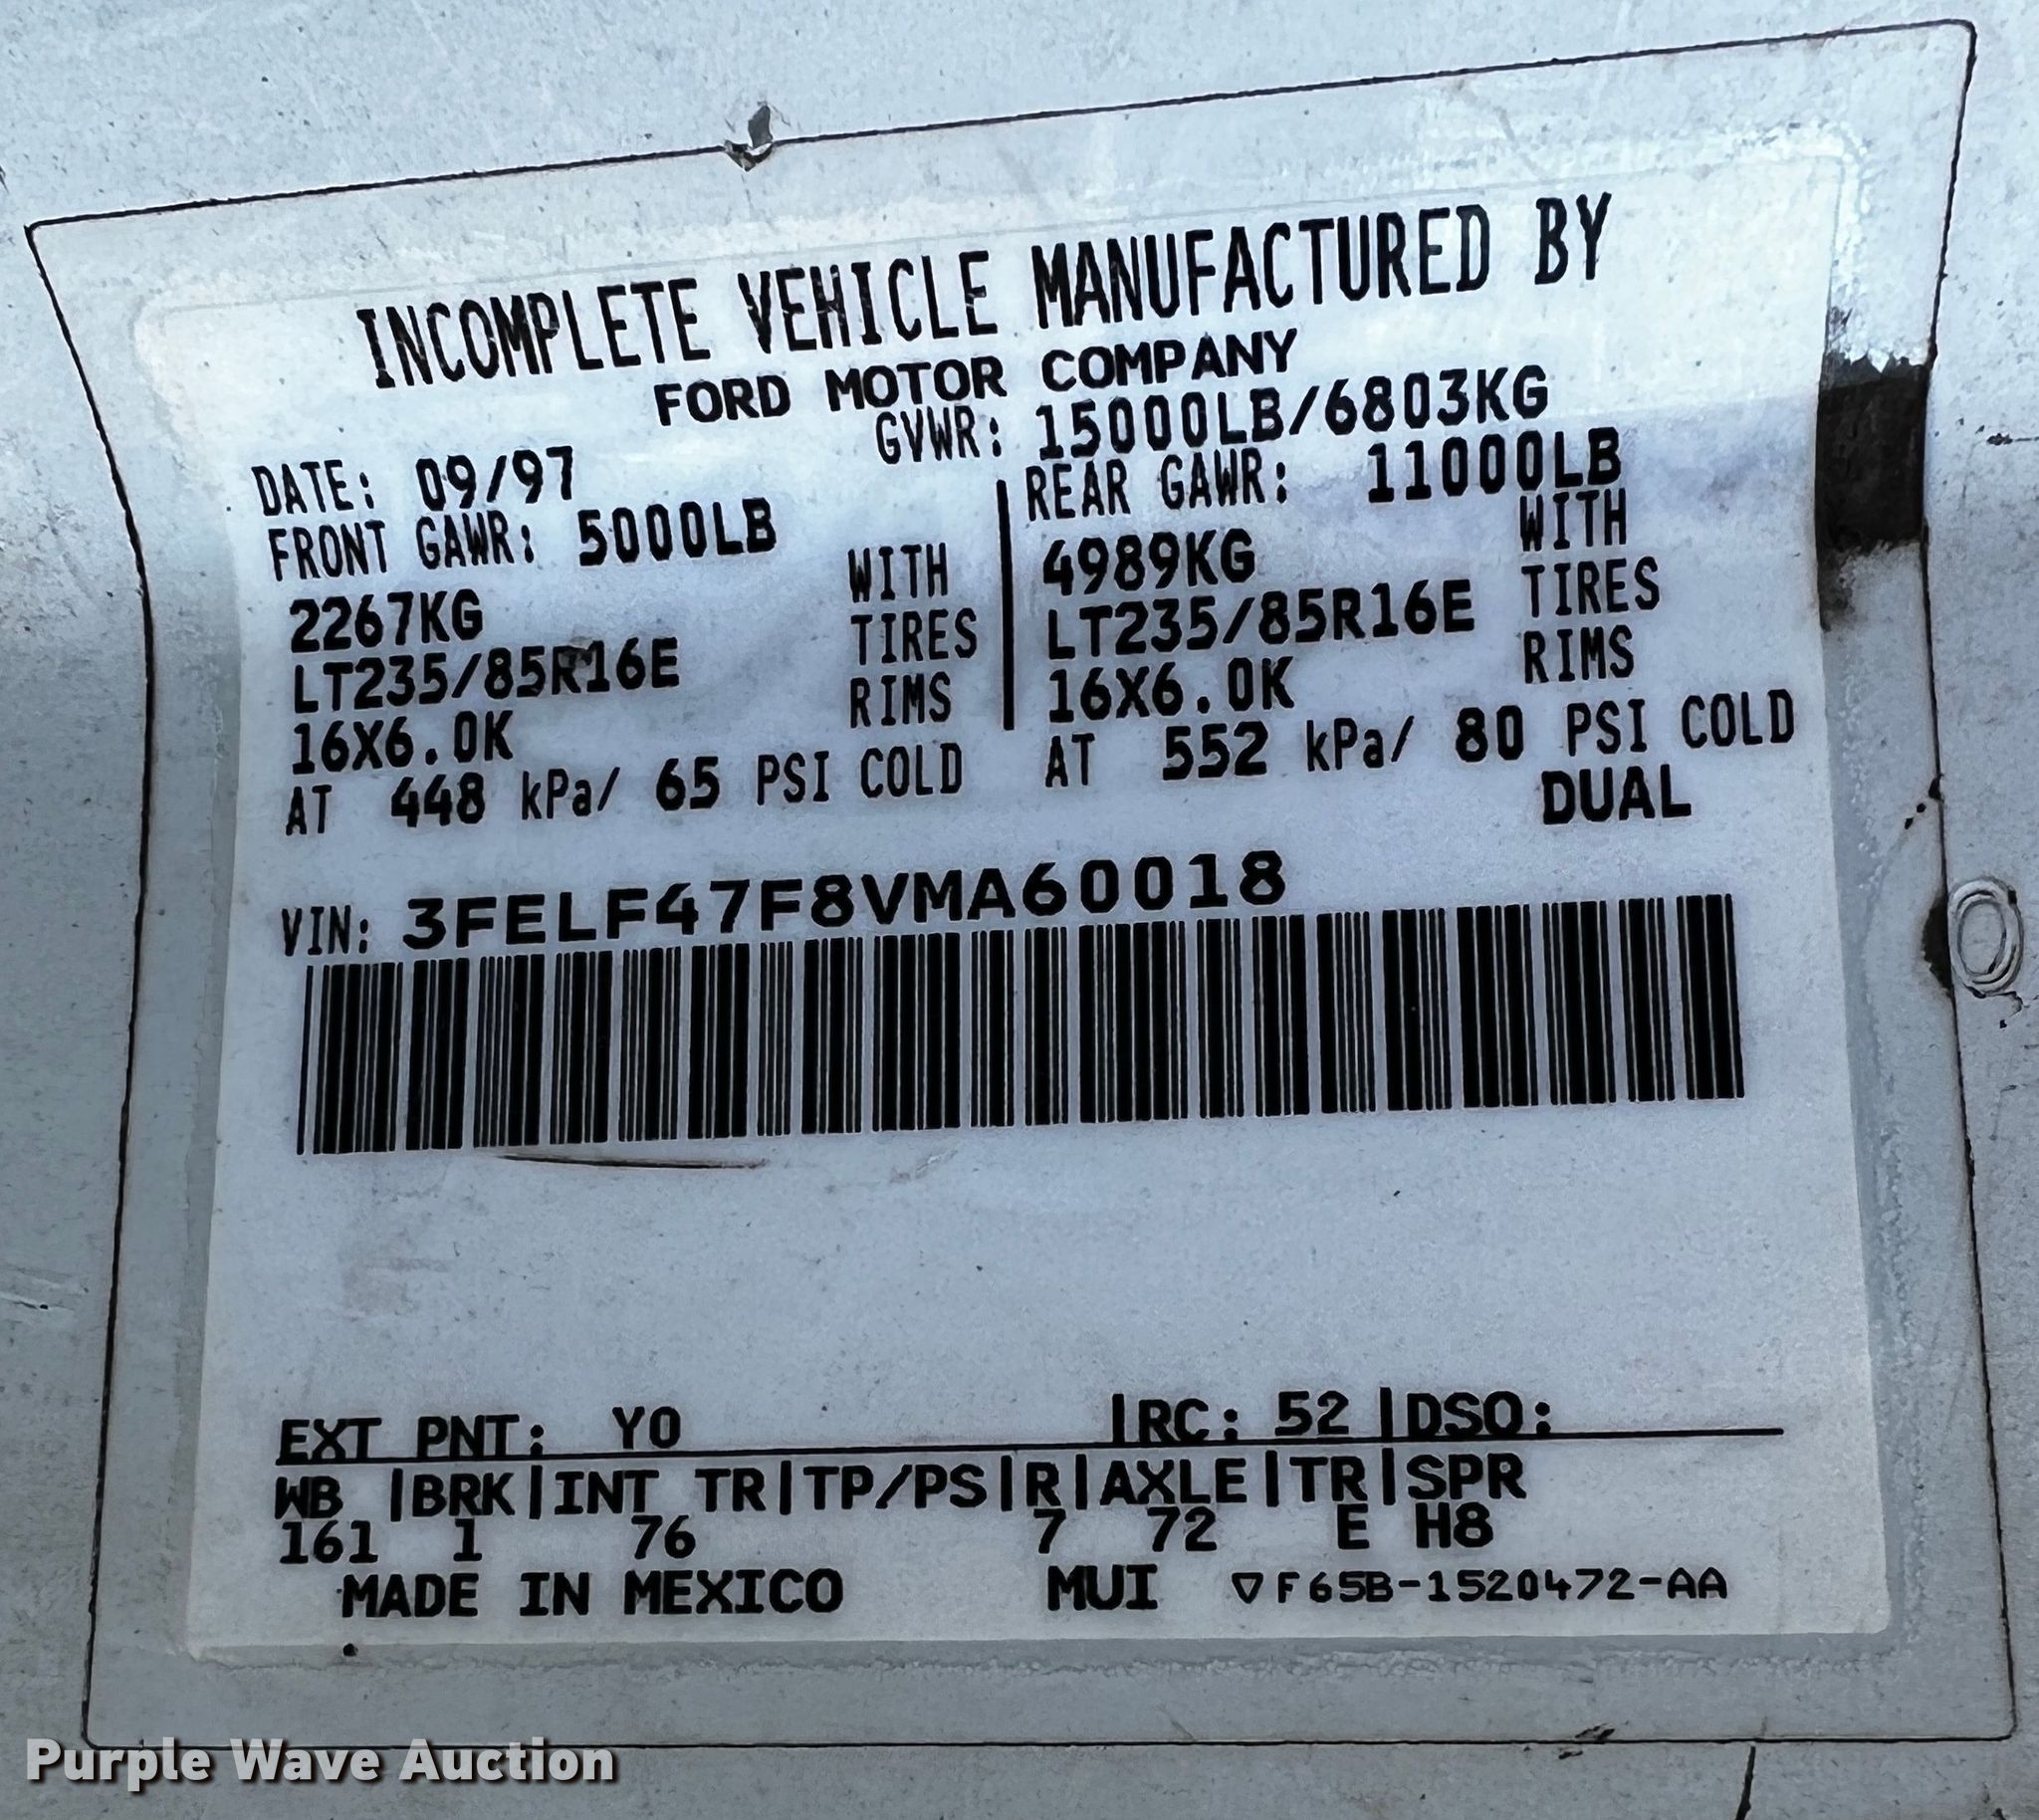 INCOMPLETE VEHICLE MANUFACTURED BY
FORD MOTOR COMPANY
DATE: 09/97 GVWR: 15000LB/6803KG
FRONT GAWR: 5000LB REAR GAWR: 11000LB
2267KG WITH 4989KG WITH
LT235/85R16E TIRES LT235/85R16E TIRES
16X6.0K RIMS 16X6.0K RIMS
AT 448 kPa/ 65 PSI COLD AT 552 kPa/ 80 PSI COLD
DUAL
VIN: 3FELF47F8VMA60018
EXT PNT: YO |RC: 52 |DSO:
WB |BRK|INT TR|TP/PS|R|AXLE|TR|SPR
161 1 76 7 72 E H8
MADE IN MEXICO MUI ▽F65B-1520472-AA
Purple Wave Auction